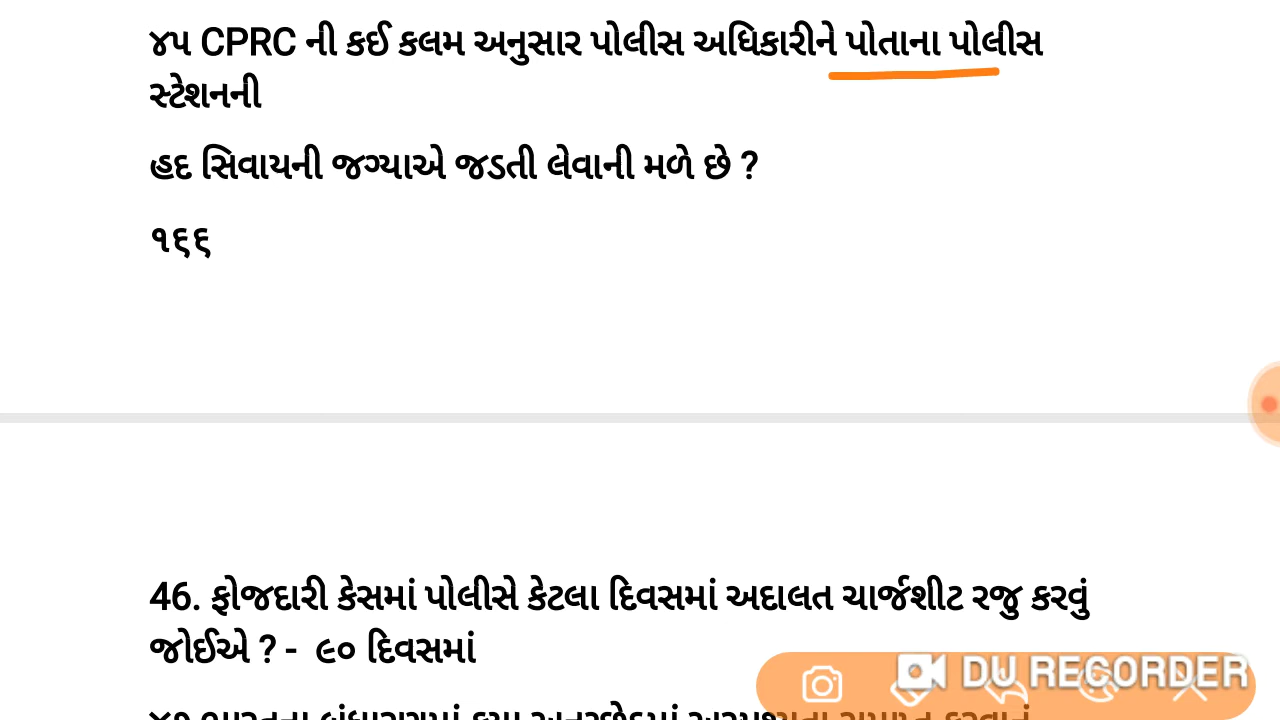 ૪૫ CPRC ની કઈ કલમ અનુસાર પોલીસ અધિકારીને પોતાના પોલીસ
સ્ટેશનની
હદ સિવાયની જગ્યાએ જડતી લેવાની મળે છે ?
૧૬૬
46. ફોજદારી કેસમાં પોલીસે કેટલા દિવસમાં અદાલત ચાર્જશીટ રજુ કરવું
જોઈએ ? - ૯૦ દિવસમાં
DU RECORDER